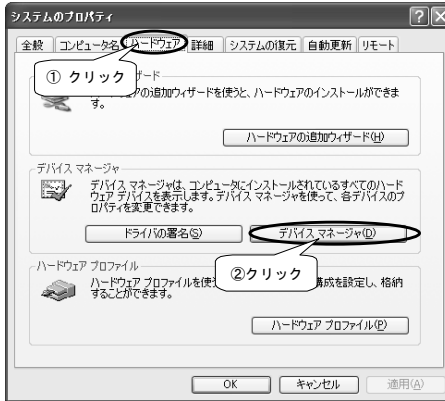 システムのプロパティ
全般 コンピュータ名 ハードウェア 詳細 システムの復元 自動更新 リモート
① クリック
ード
アの追加ウィザードを使うと、ハードウェアのインストールができま
す。
ハードウェアの追加ウィザード(H)
デバイス マネージャ
デバイス マネージャは、コンピュータにインストールされているすべてのハード
ウェア デバイスを表示します。デバイス マネージャを使って、各デバイスのプ
ロパティを変更できます。
ドライバの署名(S) デバイス マネージャ(D)
②クリック
ハードウェア プロファイル
ハードウェア プロファイルを使 構成を設定し、格納
することができます。
ハードウェア プロファイル(P)
OK キャンセル 適用(A)